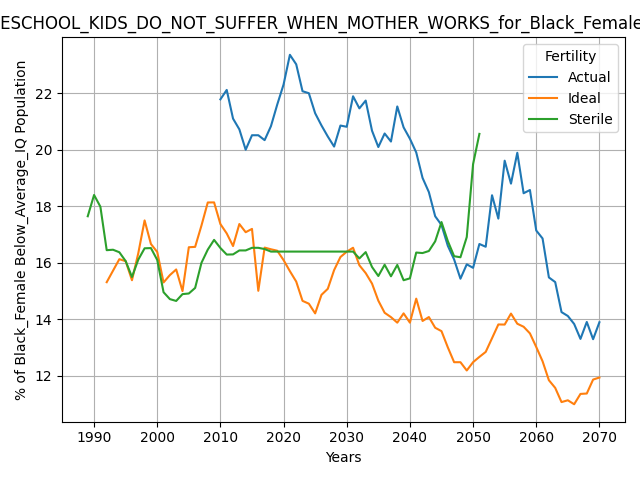 ESCHOOL_KIDS_DO_NOT_SUFFER_WHEN_MOTHER_WORKS_for_Black_Female
% of Black_Female Below_Average_IQ Population
22
20
18
16
14
12
Fertility
Actual
Ideal
Sterile
1990 2000 2010 2020 2030 2040 2050 2060 2070
Years